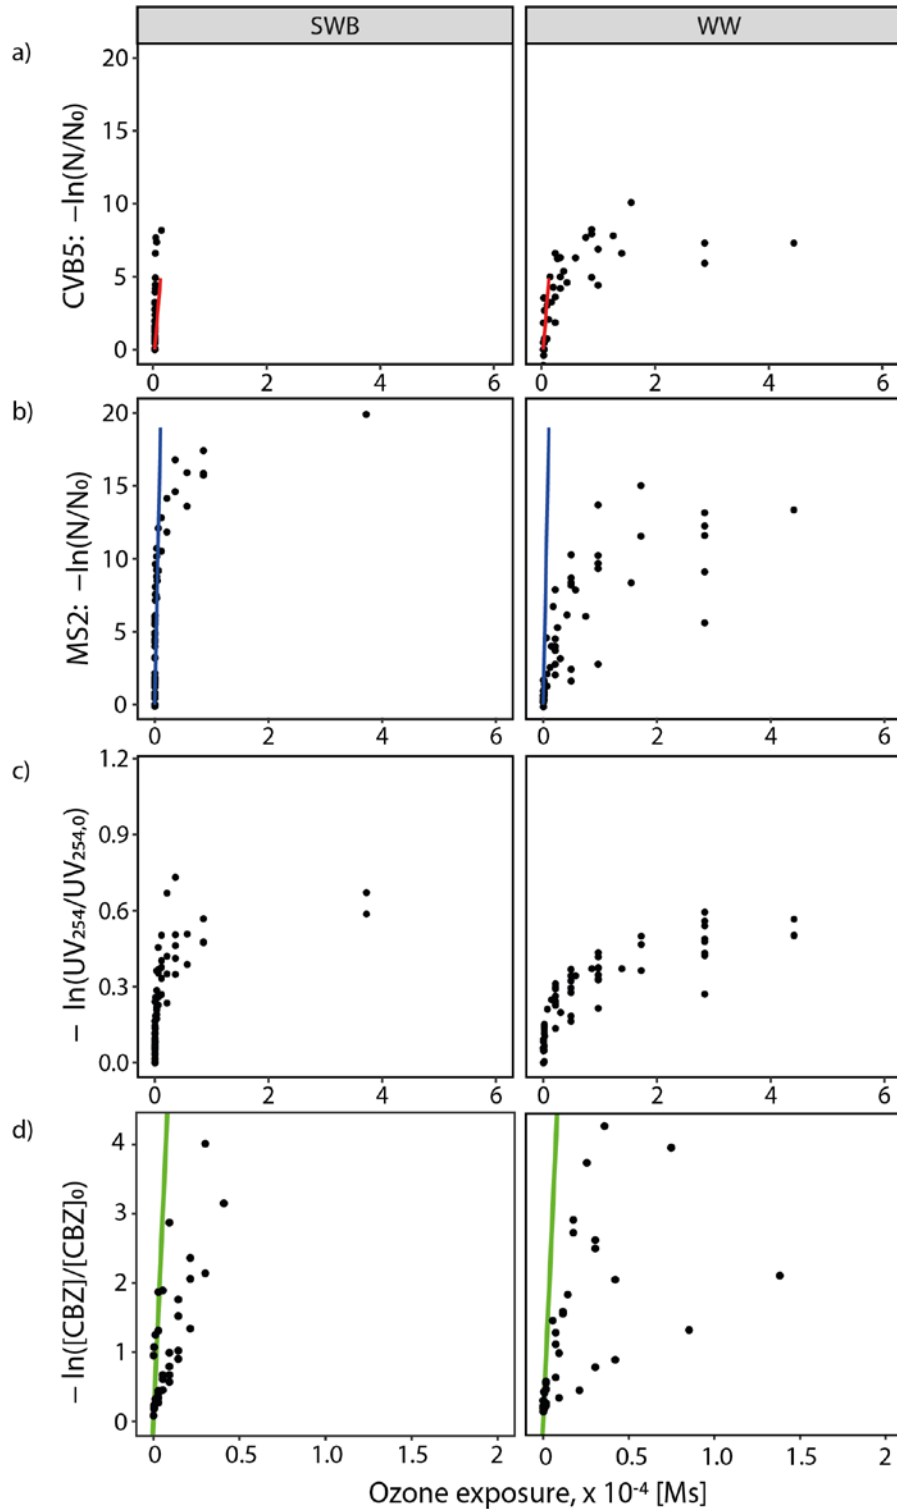 SWB WW
a)
CVB5: −ln(N/N₀)
20
15
10
5
0
0 2 4 6 0 2 4 6
b)
MS2: −ln(N/N₀)
20
15
10
5
0
0 2 4 6 0 2 4 6
c)
− ln(UV₂₅₄/UV₂₅₄,₀)
1.2
0.9
0.6
0.3
0.0
0 2 4 6 0 2 4 6
d)
− ln([CBZ]/[CBZ]₀)
4
3
2
1
0
0 0.5 1.0 1.5 2 0 0.5 1.0 1.5 2
Ozone exposure, x 10⁻⁴ [Ms]